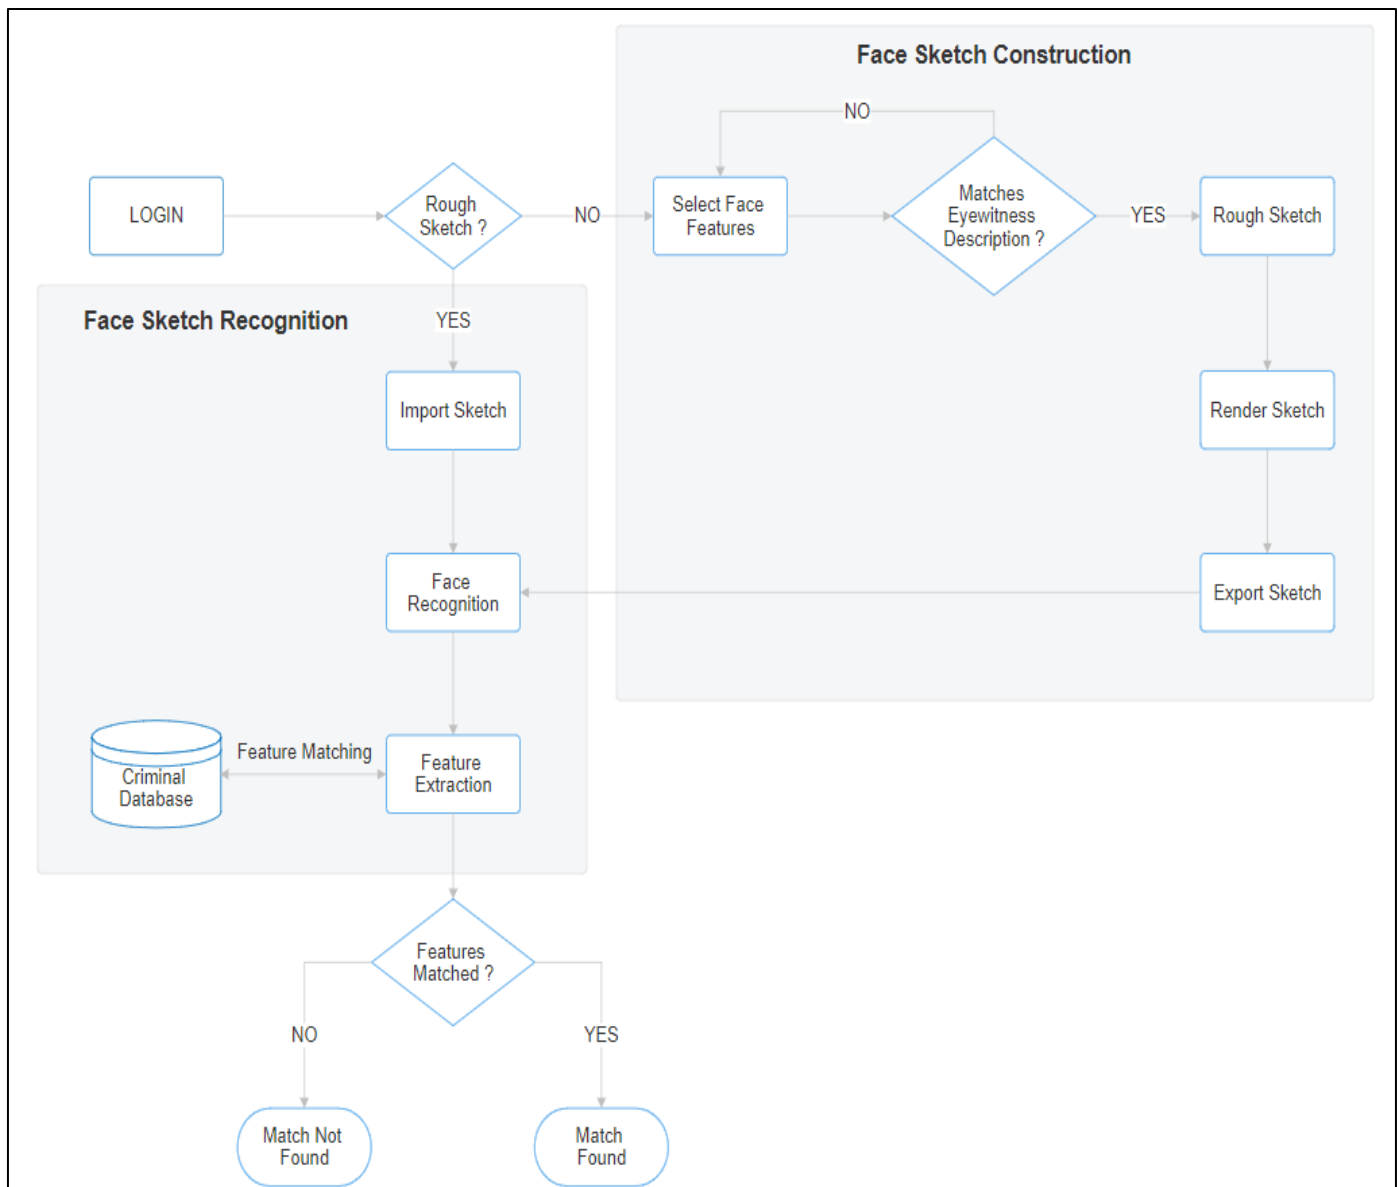 Face Sketch Construction
NO
LOGIN
Rough
Sketch ?
NO
Select Face
Features
Matches
Eyewitness
Description ?
YES
Rough Sketch
Face Sketch Recognition
YES
Import Sketch
Render Sketch
Face
Recognition
Export Sketch
Criminal
Database
Feature Matching
Feature
Extraction
Features
Matched ?
NO
YES
Match Not
Found
Match
Found